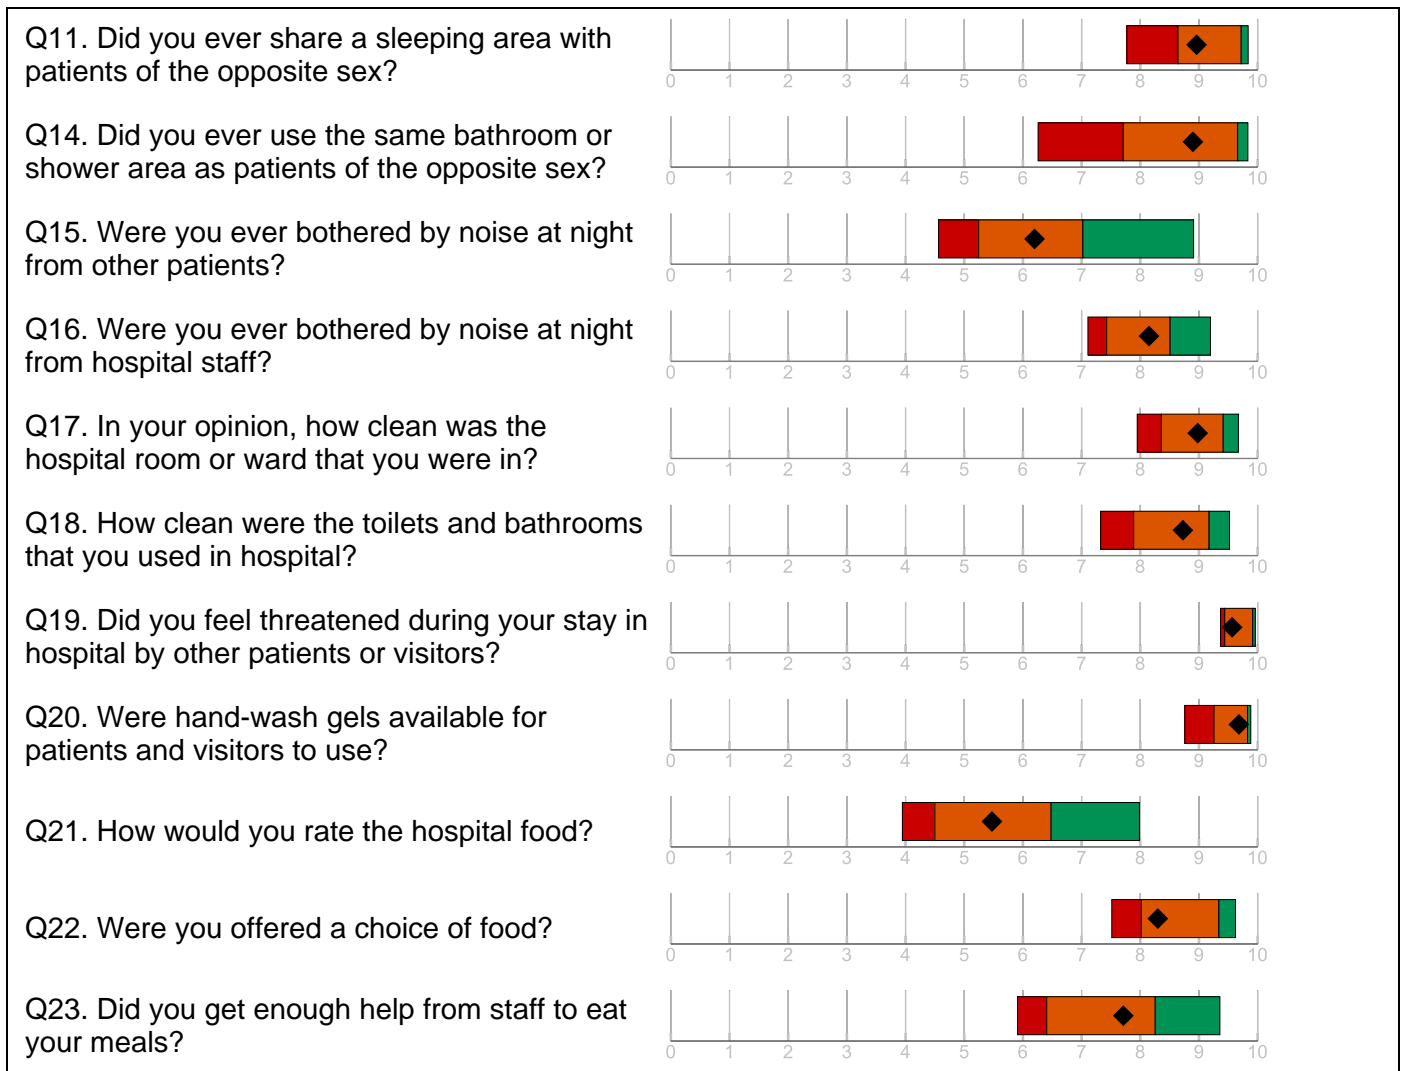 Q11. Did you ever share a sleeping area with
patients of the opposite sex?
0 1 2 3 4 5 6 7 8 9 10
Q14. Did you ever use the same bathroom or
shower area as patients of the opposite sex?
0 1 2 3 4 5 6 7 8 9 10
Q15. Were you ever bothered by noise at night
from other patients?
0 1 2 3 4 5 6 7 8 9 10
Q16. Were you ever bothered by noise at night
from hospital staff?
0 1 2 3 4 5 6 7 8 9 10
Q17. In your opinion, how clean was the
hospital room or ward that you were in?
0 1 2 3 4 5 6 7 8 9 10
Q18. How clean were the toilets and bathrooms
that you used in hospital?
0 1 2 3 4 5 6 7 8 9 10
Q19. Did you feel threatened during your stay in
hospital by other patients or visitors?
0 1 2 3 4 5 6 7 8 9 10
Q20. Were hand-wash gels available for
patients and visitors to use?
0 1 2 3 4 5 6 7 8 9 10
Q21. How would you rate the hospital food?
0 1 2 3 4 5 6 7 8 9 10
Q22. Were you offered a choice of food?
0 1 2 3 4 5 6 7 8 9 10
Q23. Did you get enough help from staff to eat
your meals?
0 1 2 3 4 5 6 7 8 9 10